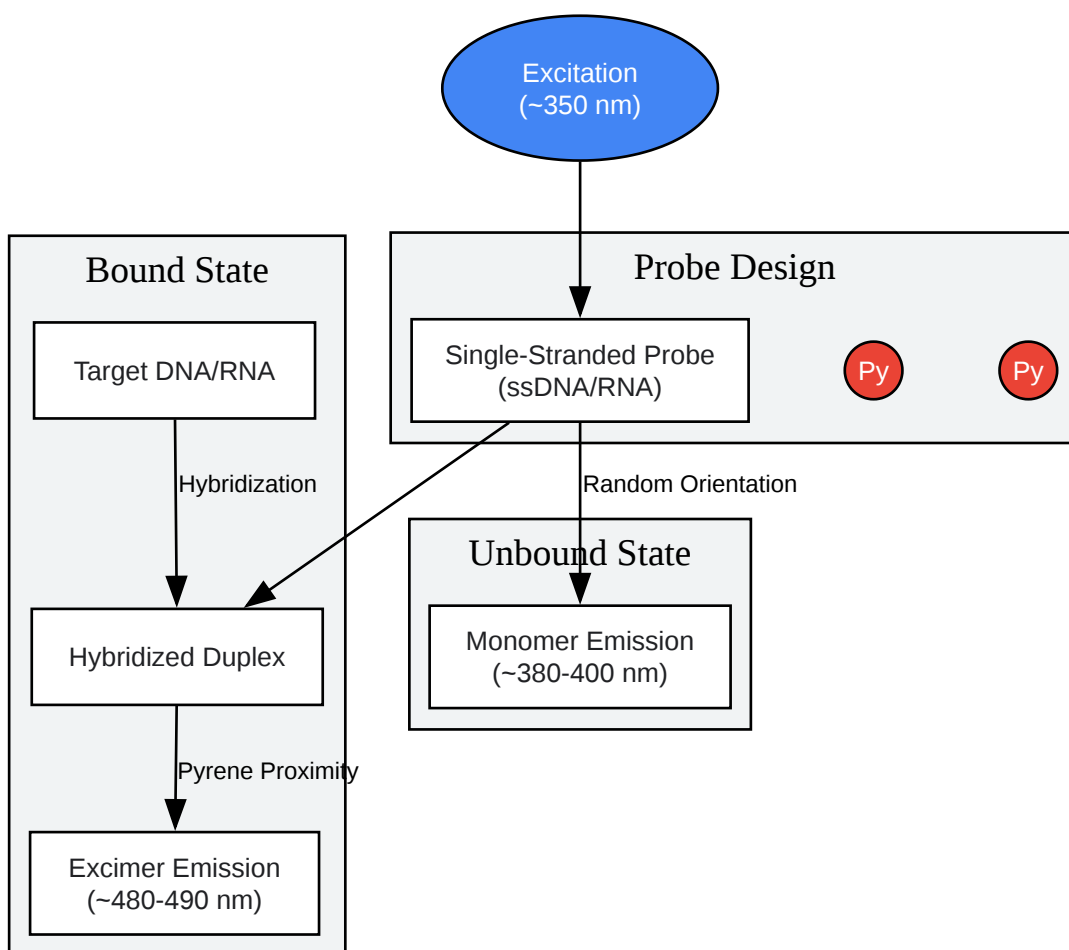 Excitation
(~350 nm)
Bound State
Probe Design
Target DNA/RNA
Single-Stranded Probe
(ssDNA/RNA)
Py
Py
Hybridization
Random Orientation
Unbound State
Hybridized Duplex
Monomer Emission
(~380-400 nm)
Pyrene Proximity
Excimer Emission
(~480-490 nm)